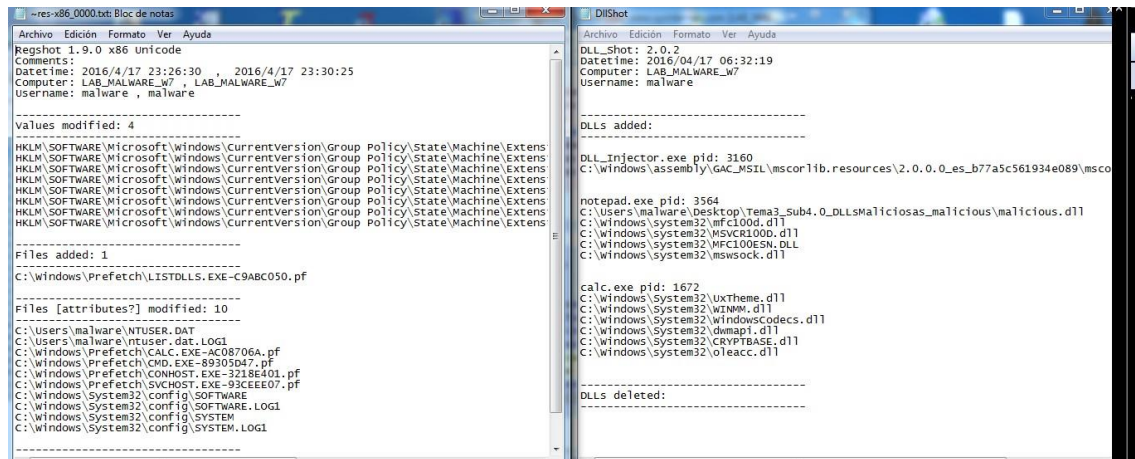 ~res-x86_0000.txt: Bloc de notas
Archivo Edición Formato Ver Ayuda
Regshot 1.9.0 x86 Unicode
Comments:
Datetime: 2016/4/17 23:26:30 , 2016/4/17 23:30:25
Computer: LAB_MALWARE_W7 , LAB_MALWARE_W7
Username: malware , malware
----------------------------------
Values modified: 4
----------------------------------
HKLM\SOFTWARE\Microsoft\Windows\CurrentVersion\Group Policy\State\Machine\Extens
HKLM\SOFTWARE\Microsoft\Windows\CurrentVersion\Group Policy\State\Machine\Extens
HKLM\SOFTWARE\Microsoft\Windows\CurrentVersion\Group Policy\State\Machine\Extens
HKLM\SOFTWARE\Microsoft\Windows\CurrentVersion\Group Policy\State\Machine\Extens
HKLM\SOFTWARE\Microsoft\Windows\CurrentVersion\Group Policy\State\Machine\Extens
HKLM\SOFTWARE\Microsoft\Windows\CurrentVersion\Group Policy\State\Machine\Extens
HKLM\SOFTWARE\Microsoft\Windows\CurrentVersion\Group Policy\State\Machine\Extens
HKLM\SOFTWARE\Microsoft\Windows\CurrentVersion\Group Policy\State\Machine\Extens
----------------------------------
Files added: 1
----------------------------------
C:\Windows\Prefetch\LISTDLLS.EXE-C9ABC050.pf
----------------------------------
Files [attributes?] modified: 10
----------------------------------
C:\Users\malware\NTUSER.DAT
C:\Users\malware\ntuser.dat.LOG1
C:\Windows\Prefetch\CALC.EXE-AC08706A.pf
C:\Windows\Prefetch\CMD.EXE-89305D47.pf
C:\Windows\Prefetch\CONHOST.EXE-3218E401.pf
C:\Windows\Prefetch\SVCHOST.EXE-93CEEE07.pf
C:\Windows\System32\config\SOFTWARE
C:\Windows\System32\config\SOFTWARE.LOG1
C:\Windows\System32\config\SYSTEM
C:\Windows\System32\config\SYSTEM.LOG1
----------------------------------
DllShot
Archivo Edición Formato Ver Ayuda
DLL_Shot: 2.0.2
Datetime: 2016/04/17 06:32:19
Computer: LAB_MALWARE_W7
Username: malware
----------------------------------
DLLs added:
----------------------------------
DLL_Injector.exe pid: 3160
C:\Windows\assembly\GAC_MSIL\mscorlib.resources\2.0.0.0_es_b77a5c561934e089\msco
notepad.exe pid: 3564
C:\Users\malware\Desktop\Tema3_Sub4.0_DLLsMaliciosas_malicious\malicious.dll
C:\Windows\system32\mfc100d.dll
C:\Windows\system32\MSVCR100D.dll
C:\Windows\system32\MFC100ESN.DLL
C:\Windows\system32\mswsock.dll
calc.exe pid: 1672
C:\Windows\System32\UxTheme.dll
C:\Windows\System32\WINMM.dll
C:\Windows\System32\WindowsCodecs.dll
C:\Windows\System32\dwmapi.dll
C:\Windows\System32\CRYPTBASE.dll
C:\Windows\system32\oleacc.dll
----------------------------------
DLLs deleted:
----------------------------------